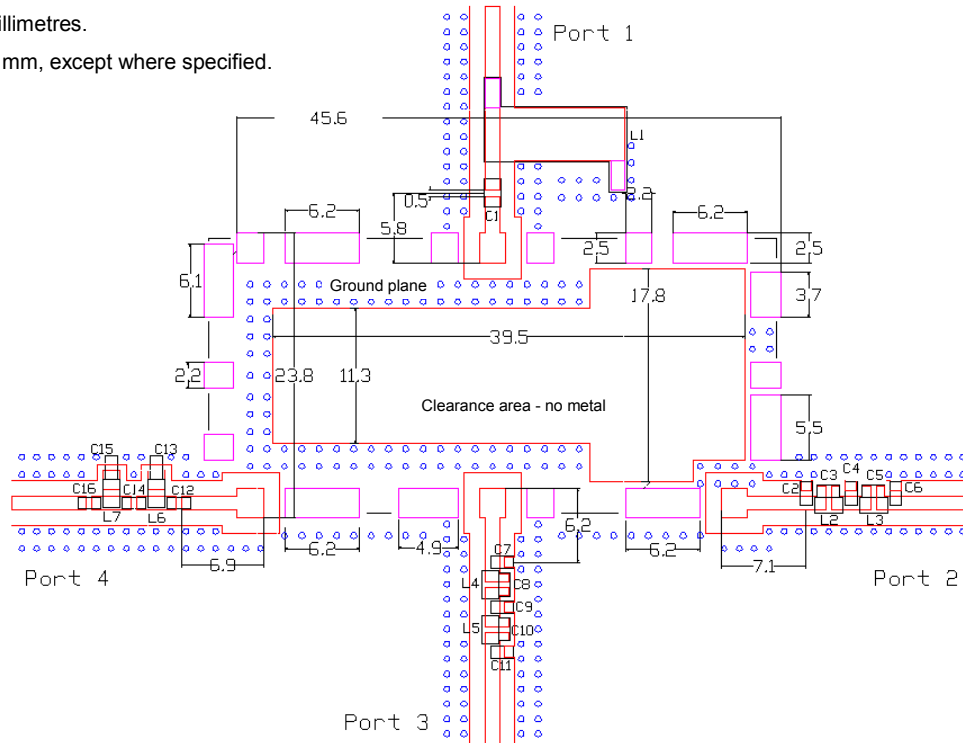 illimetres.
Port 1
mm, except where specified.
45.6
L1
0.5
C1
2.2
6.2
6.2
5.8
2.5
2.5
6.1
Ground plane
17.8
3.7
39.5
2.2
23.8
11.3
Clearance area - no metal
5.5
C15
C13
C16
C14
C12
L7
L6
C3
C4
C5
C2
C6
L2
L3
6.2
6.9
6.2
4.9
6.2
7.1
C7
Port 4
L4
C8
Port 2
C9
L5
C10
C11
Port 3